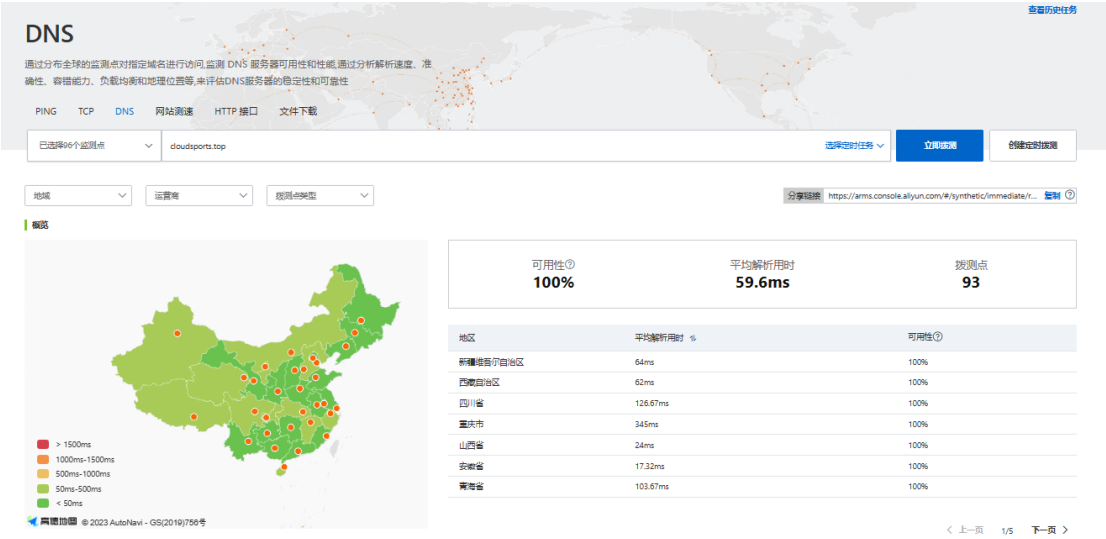 查看历史任务
DNS
通过分布全球的监测点对指定域名进行访问,监测 DNS 服务器可用性和性能,通过分析解析速度、准
确性、容错能力、负载均衡和地理位置等,来评估DNS服务器的稳定性和可靠性
PING TCP DNS 网站测速 HTTP 接口 文件下载
已选择96个监测点 cloudsports.top 选择定时任务 立即拨测 创建定时拨测
地域 运营商 拨测点类型 分享链接 https://arms.console.aliyun.com/#/synthetic/immediate/r... 复制
概览
可用性 平均解析用时 拨测点
100% 59.6ms 93
地区 平均解析用时 可用性
新疆维吾尔自治区 64ms 100%
西藏自治区 62ms 100%
四川省 126.67ms 100%
重庆市 345ms 100%
山西省 24ms 100%
安徽省 17.32ms 100%
青海省 103.67ms 100%
> 1500ms
1000ms-1500ms
500ms-1000ms
50ms-500ms
< 50ms
高德地图 © 2023 AutoNavi - GS(2019)756号
上一页 1/5 下一页